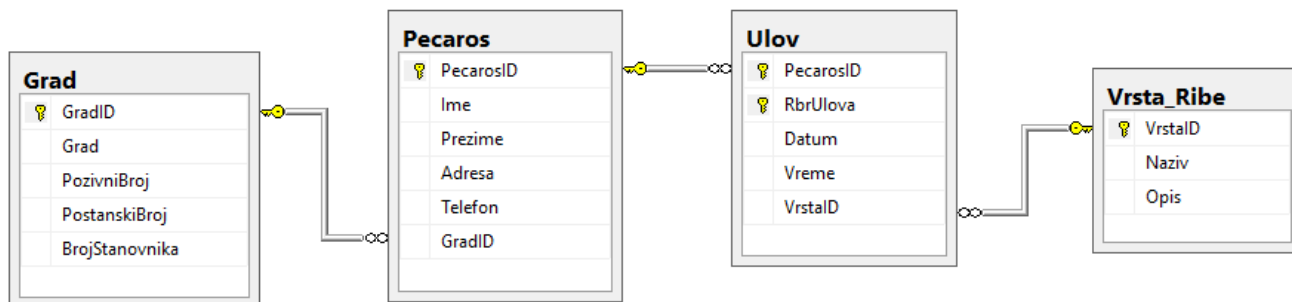 Grad
GradID
Grad
PozivniBroj
PostanskiBroj
BrojStanovnika
Pecaros
PecarosID
Ime
Prezime
Adresa
Telefon
GradID
Ulov
PecarosID
RbrUlova
Datum
Vreme
VrstaID
Vrsta_Ribe
VrstaID
Naziv
Opis